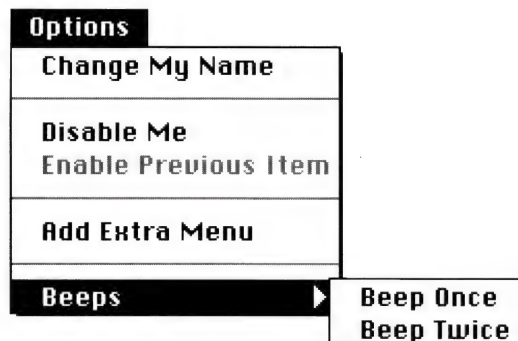 Options
Change My Name
Disable Me
Enable Previous Item
Add Extra Menu
Beeps
Beep Once
Beep Twice